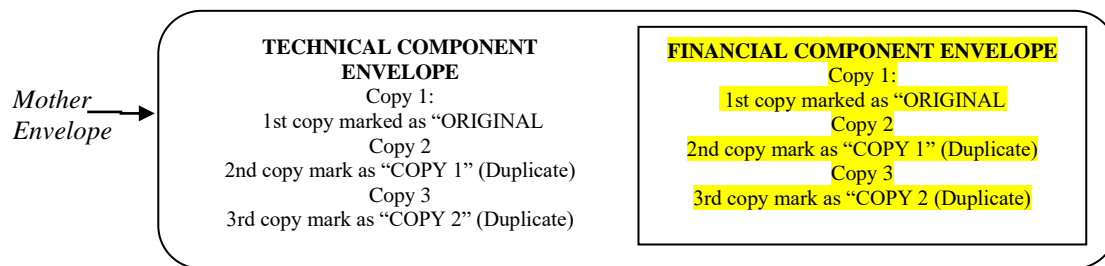 Mother
Envelope
TECHNICAL COMPONENT
ENVELOPE
Copy 1:
1st copy marked as “ORIGINAL
Copy 2
2nd copy mark as “COPY 1” (Duplicate)
Copy 3
3rd copy mark as “COPY 2” (Duplicate)
FINANCIAL COMPONENT ENVELOPE
Copy 1:
1st copy marked as “ORIGINAL
Copy 2
2nd copy mark as “COPY 1” (Duplicate)
Copy 3
3rd copy mark as “COPY 2 (Duplicate)